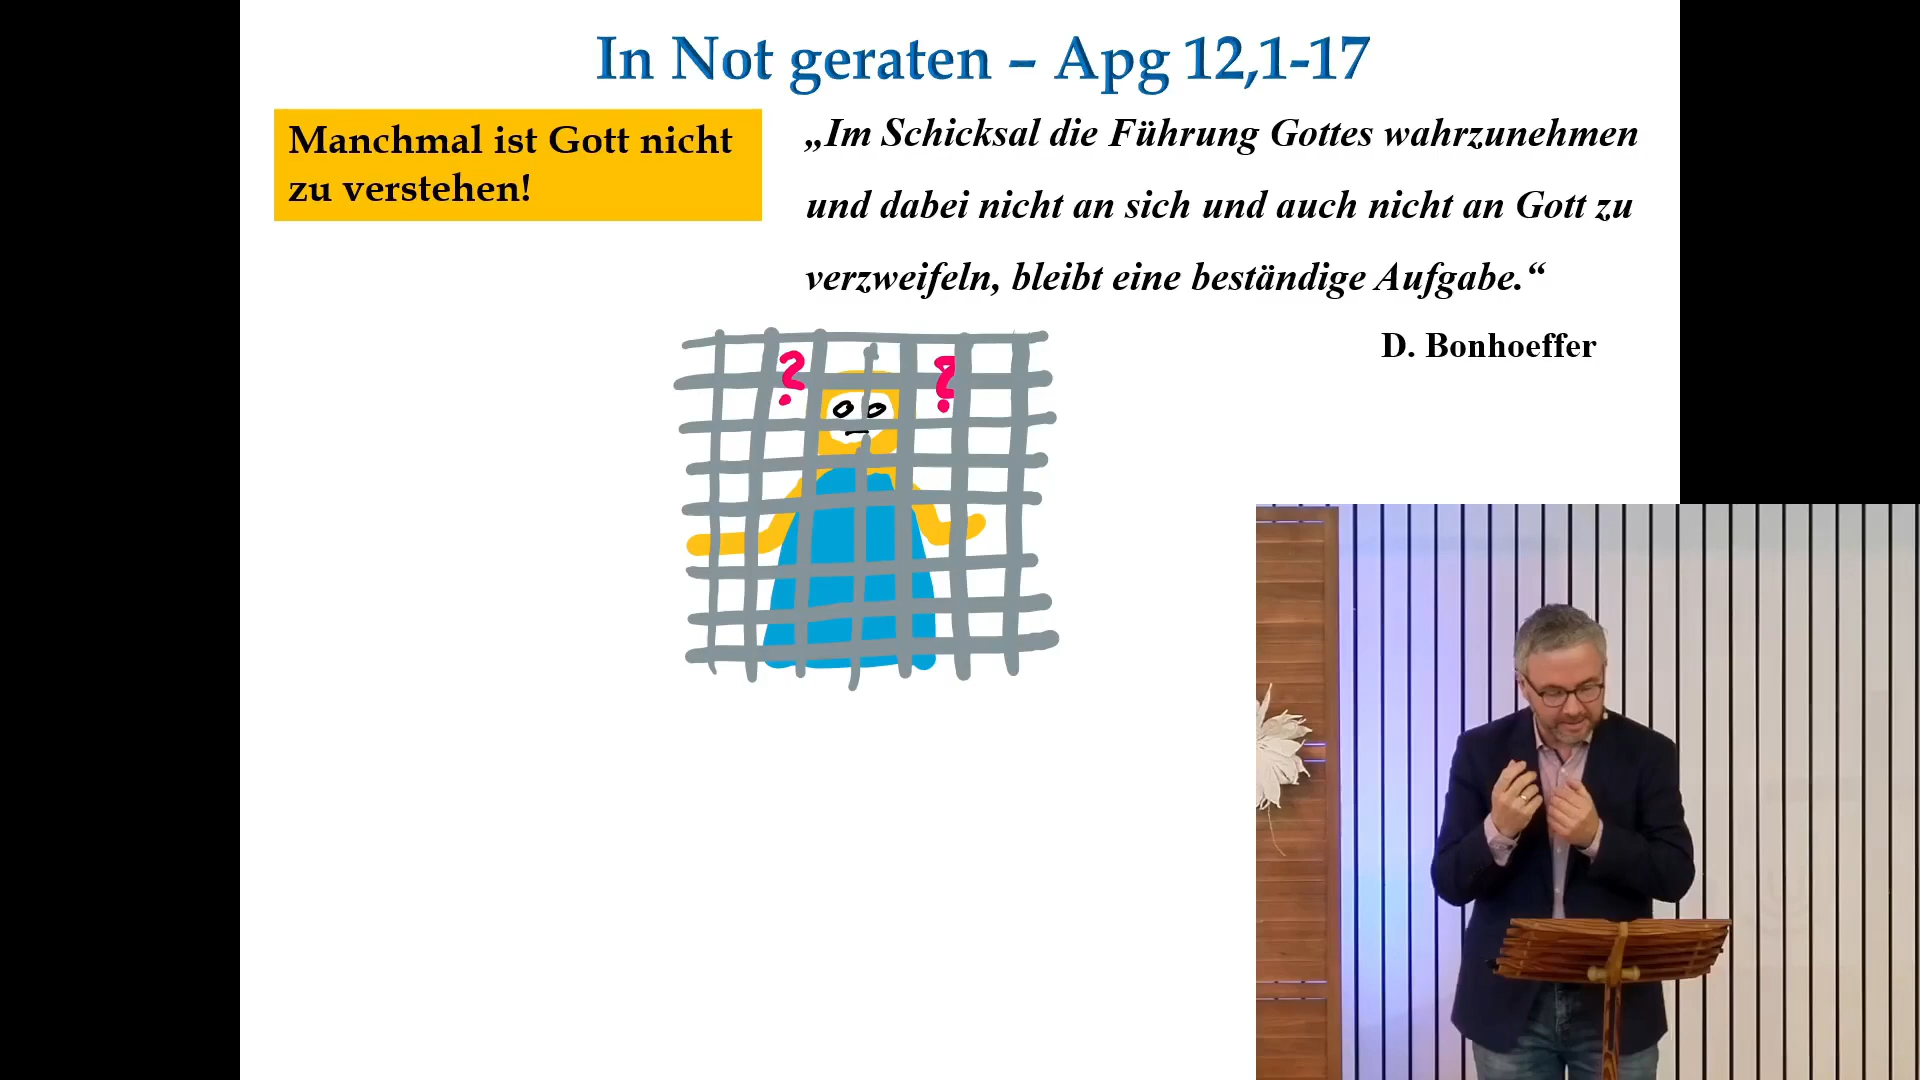 In Not geraten – Apg 12,1-17
Manchmal ist Gott nicht
zu verstehen!
„Im Schicksal die Führung Gottes wahrzunehmen
und dabei nicht an sich und auch nicht an Gott zu
verzweifeln, bleibt eine beständige Aufgabe.“
D. Bonhoeffer
? ?